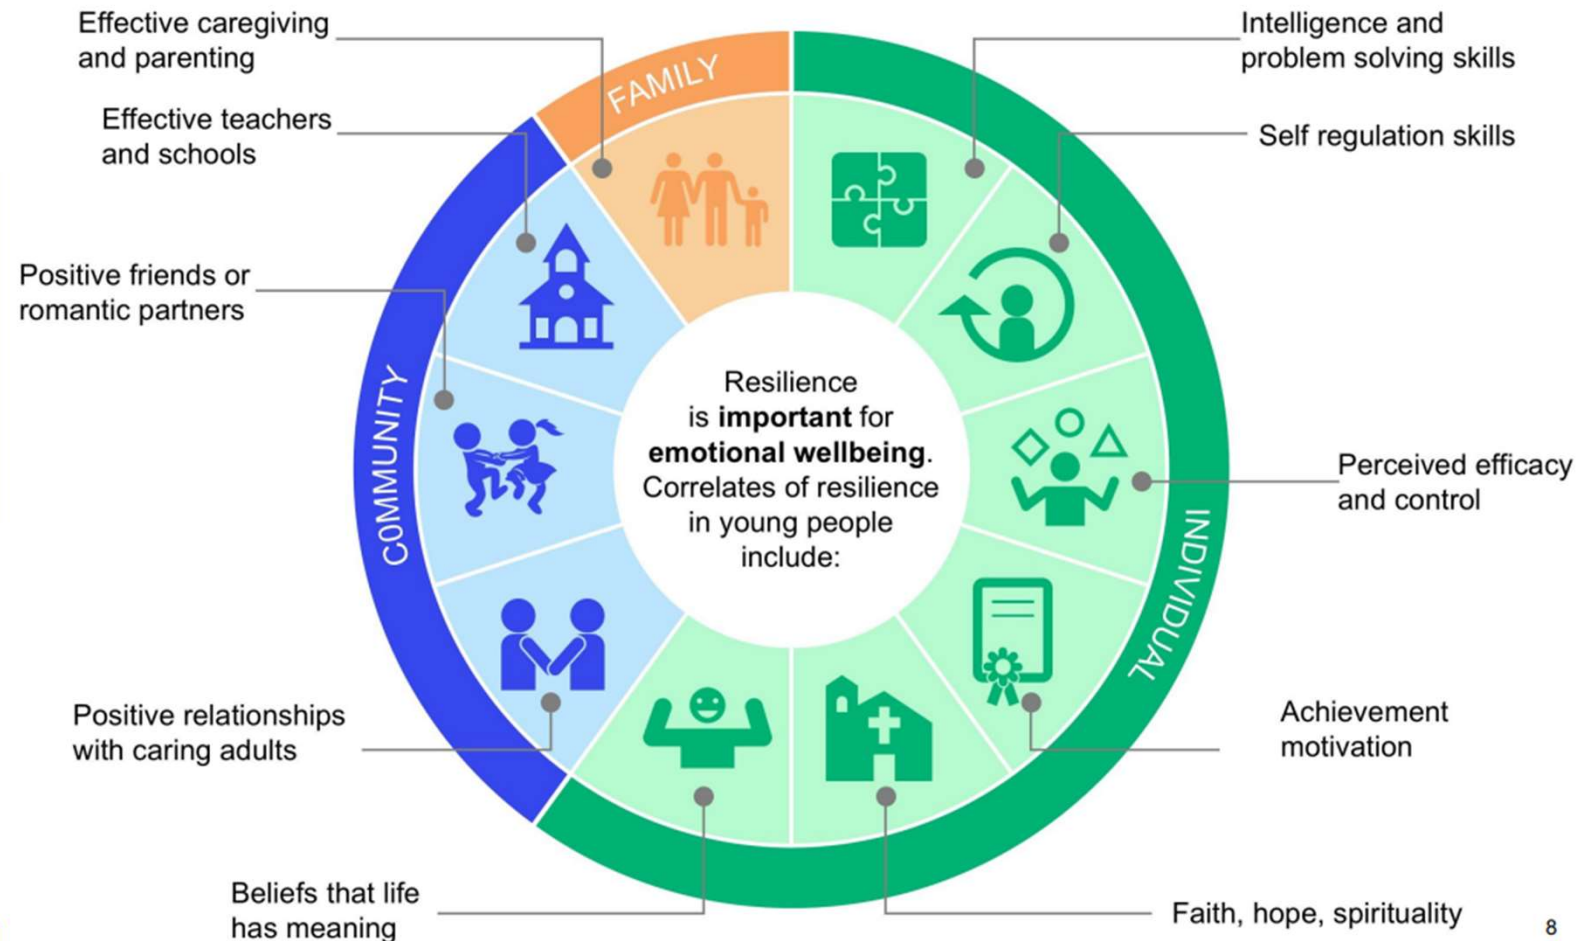 Effective caregiving
and parenting
Effective teachers
and schools
Positive friends or
romantic partners
Positive relationships
with caring adults
Beliefs that life
has meaning
FAMILY
COMMUNITY
INDIVIDUAL
Resilience
is important for
emotional wellbeing.
Correlates of resilience
in young people
include:
Intelligence and
problem solving skills
Self regulation skills
Perceived efficacy
and control
Achievement
motivation
Faith, hope, spirituality
8